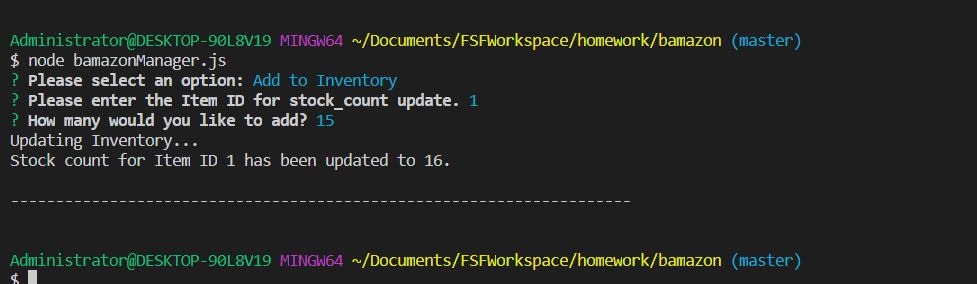 Administrator@DESKTOP-90L8V19 MINGW64 ~/Documents/FSFWorkspace/homework/bamazon (master)
$ node bamazonManager.js
? Please select an option: Add to Inventory
? Please enter the Item ID for stock_count update. 1
? How many would you like to add? 15
Updating Inventory...
Stock count for Item ID 1 has been updated to 16.
---------------------------------------------------------------------
Administrator@DESKTOP-90L8V19 MINGW64 ~/Documents/FSFWorkspace/homework/bamazon (master)
$